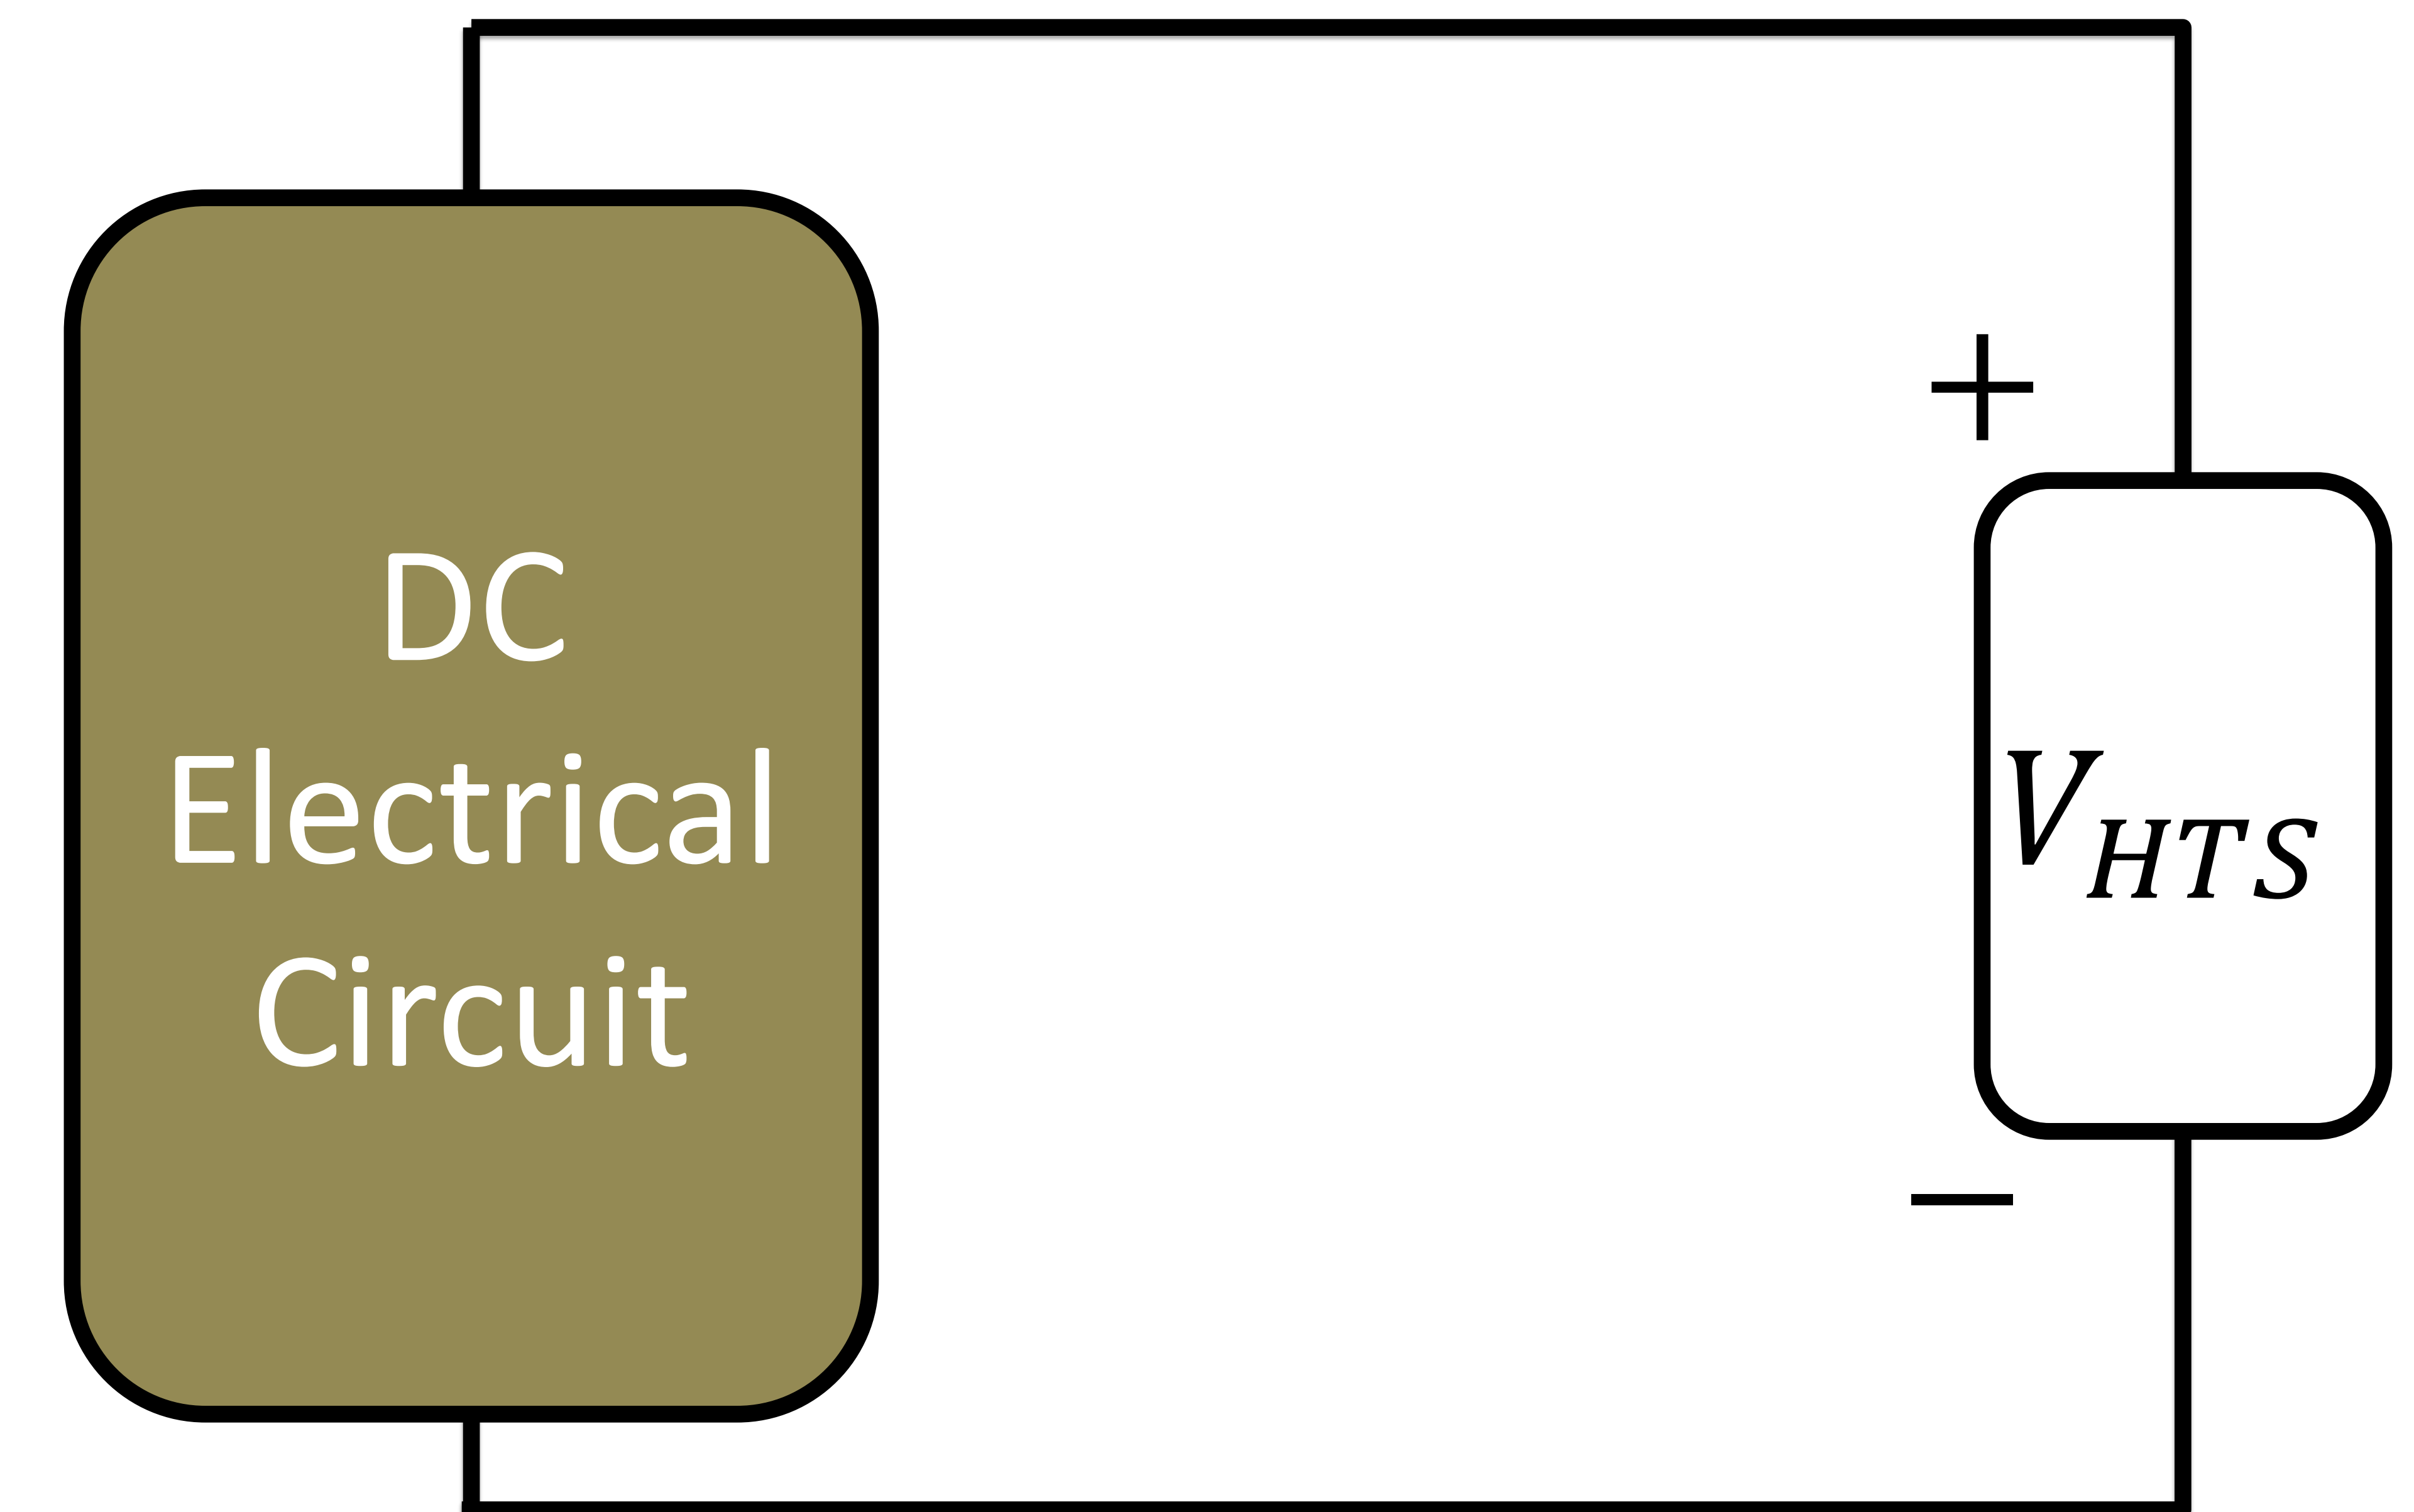 DC
Electrical
Circuit
+
V_HTS
−